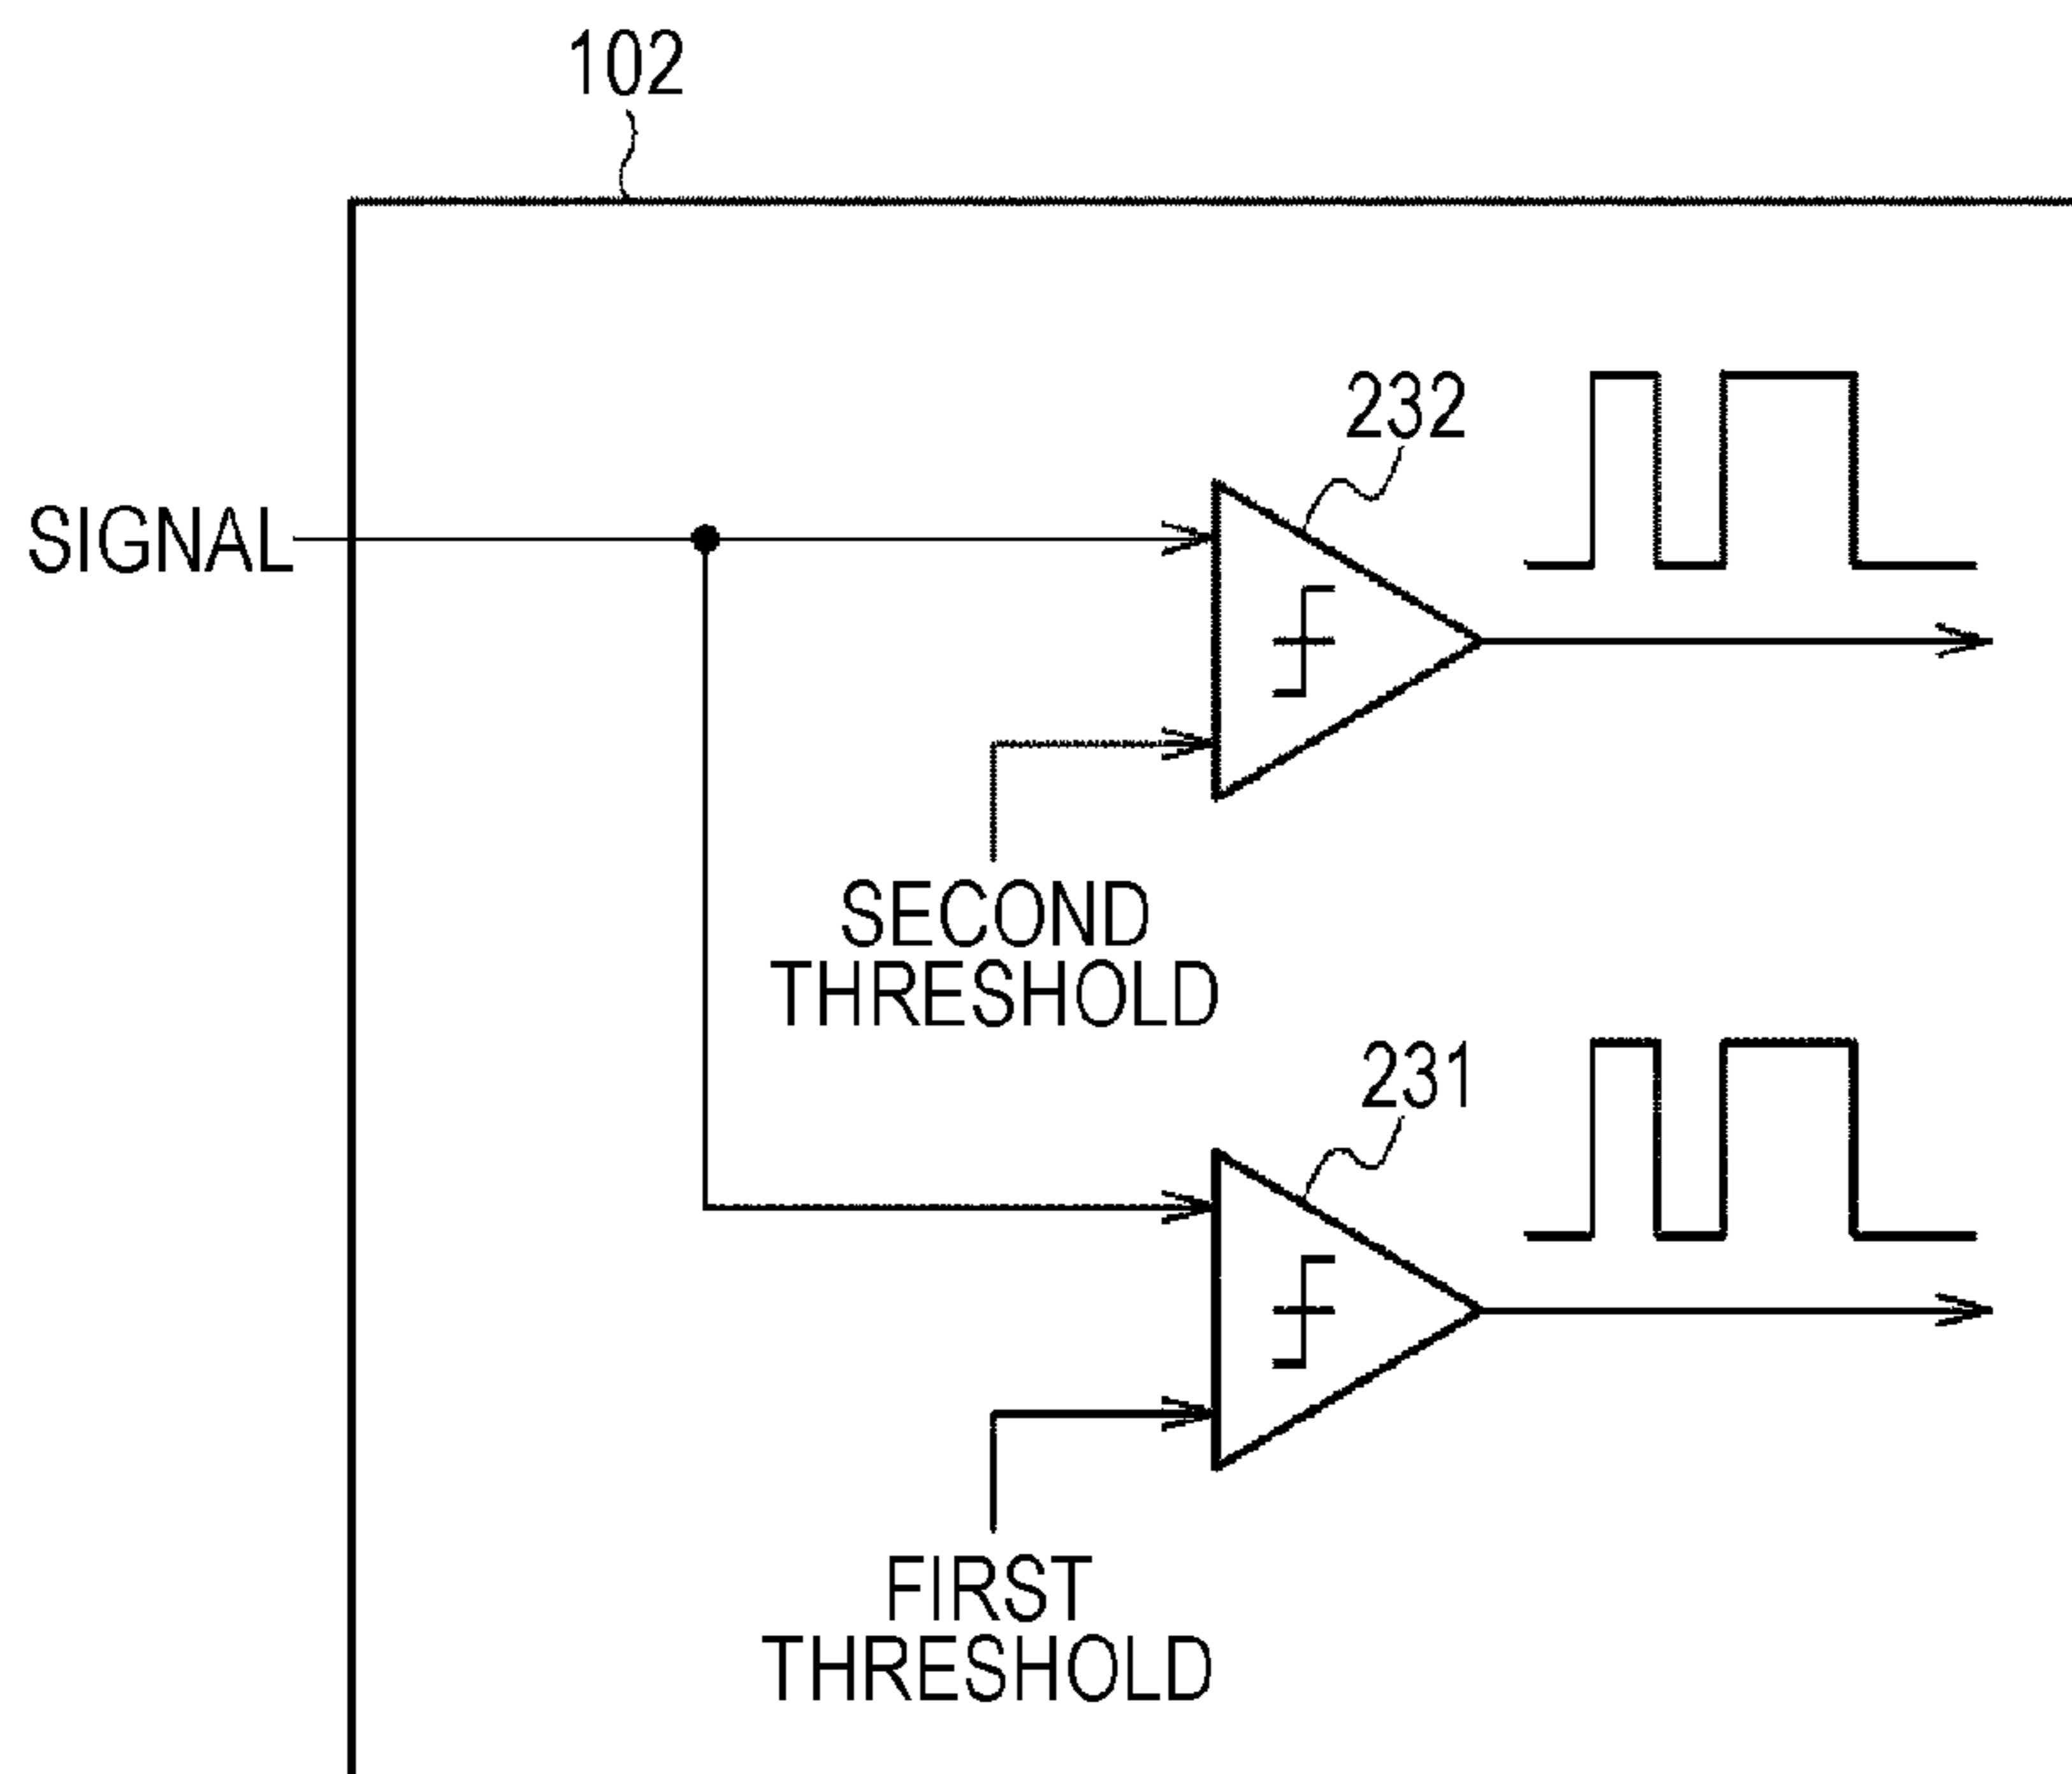 102
232
SIGNAL
SECOND
THRESHOLD
231
FIRST
THRESHOLD